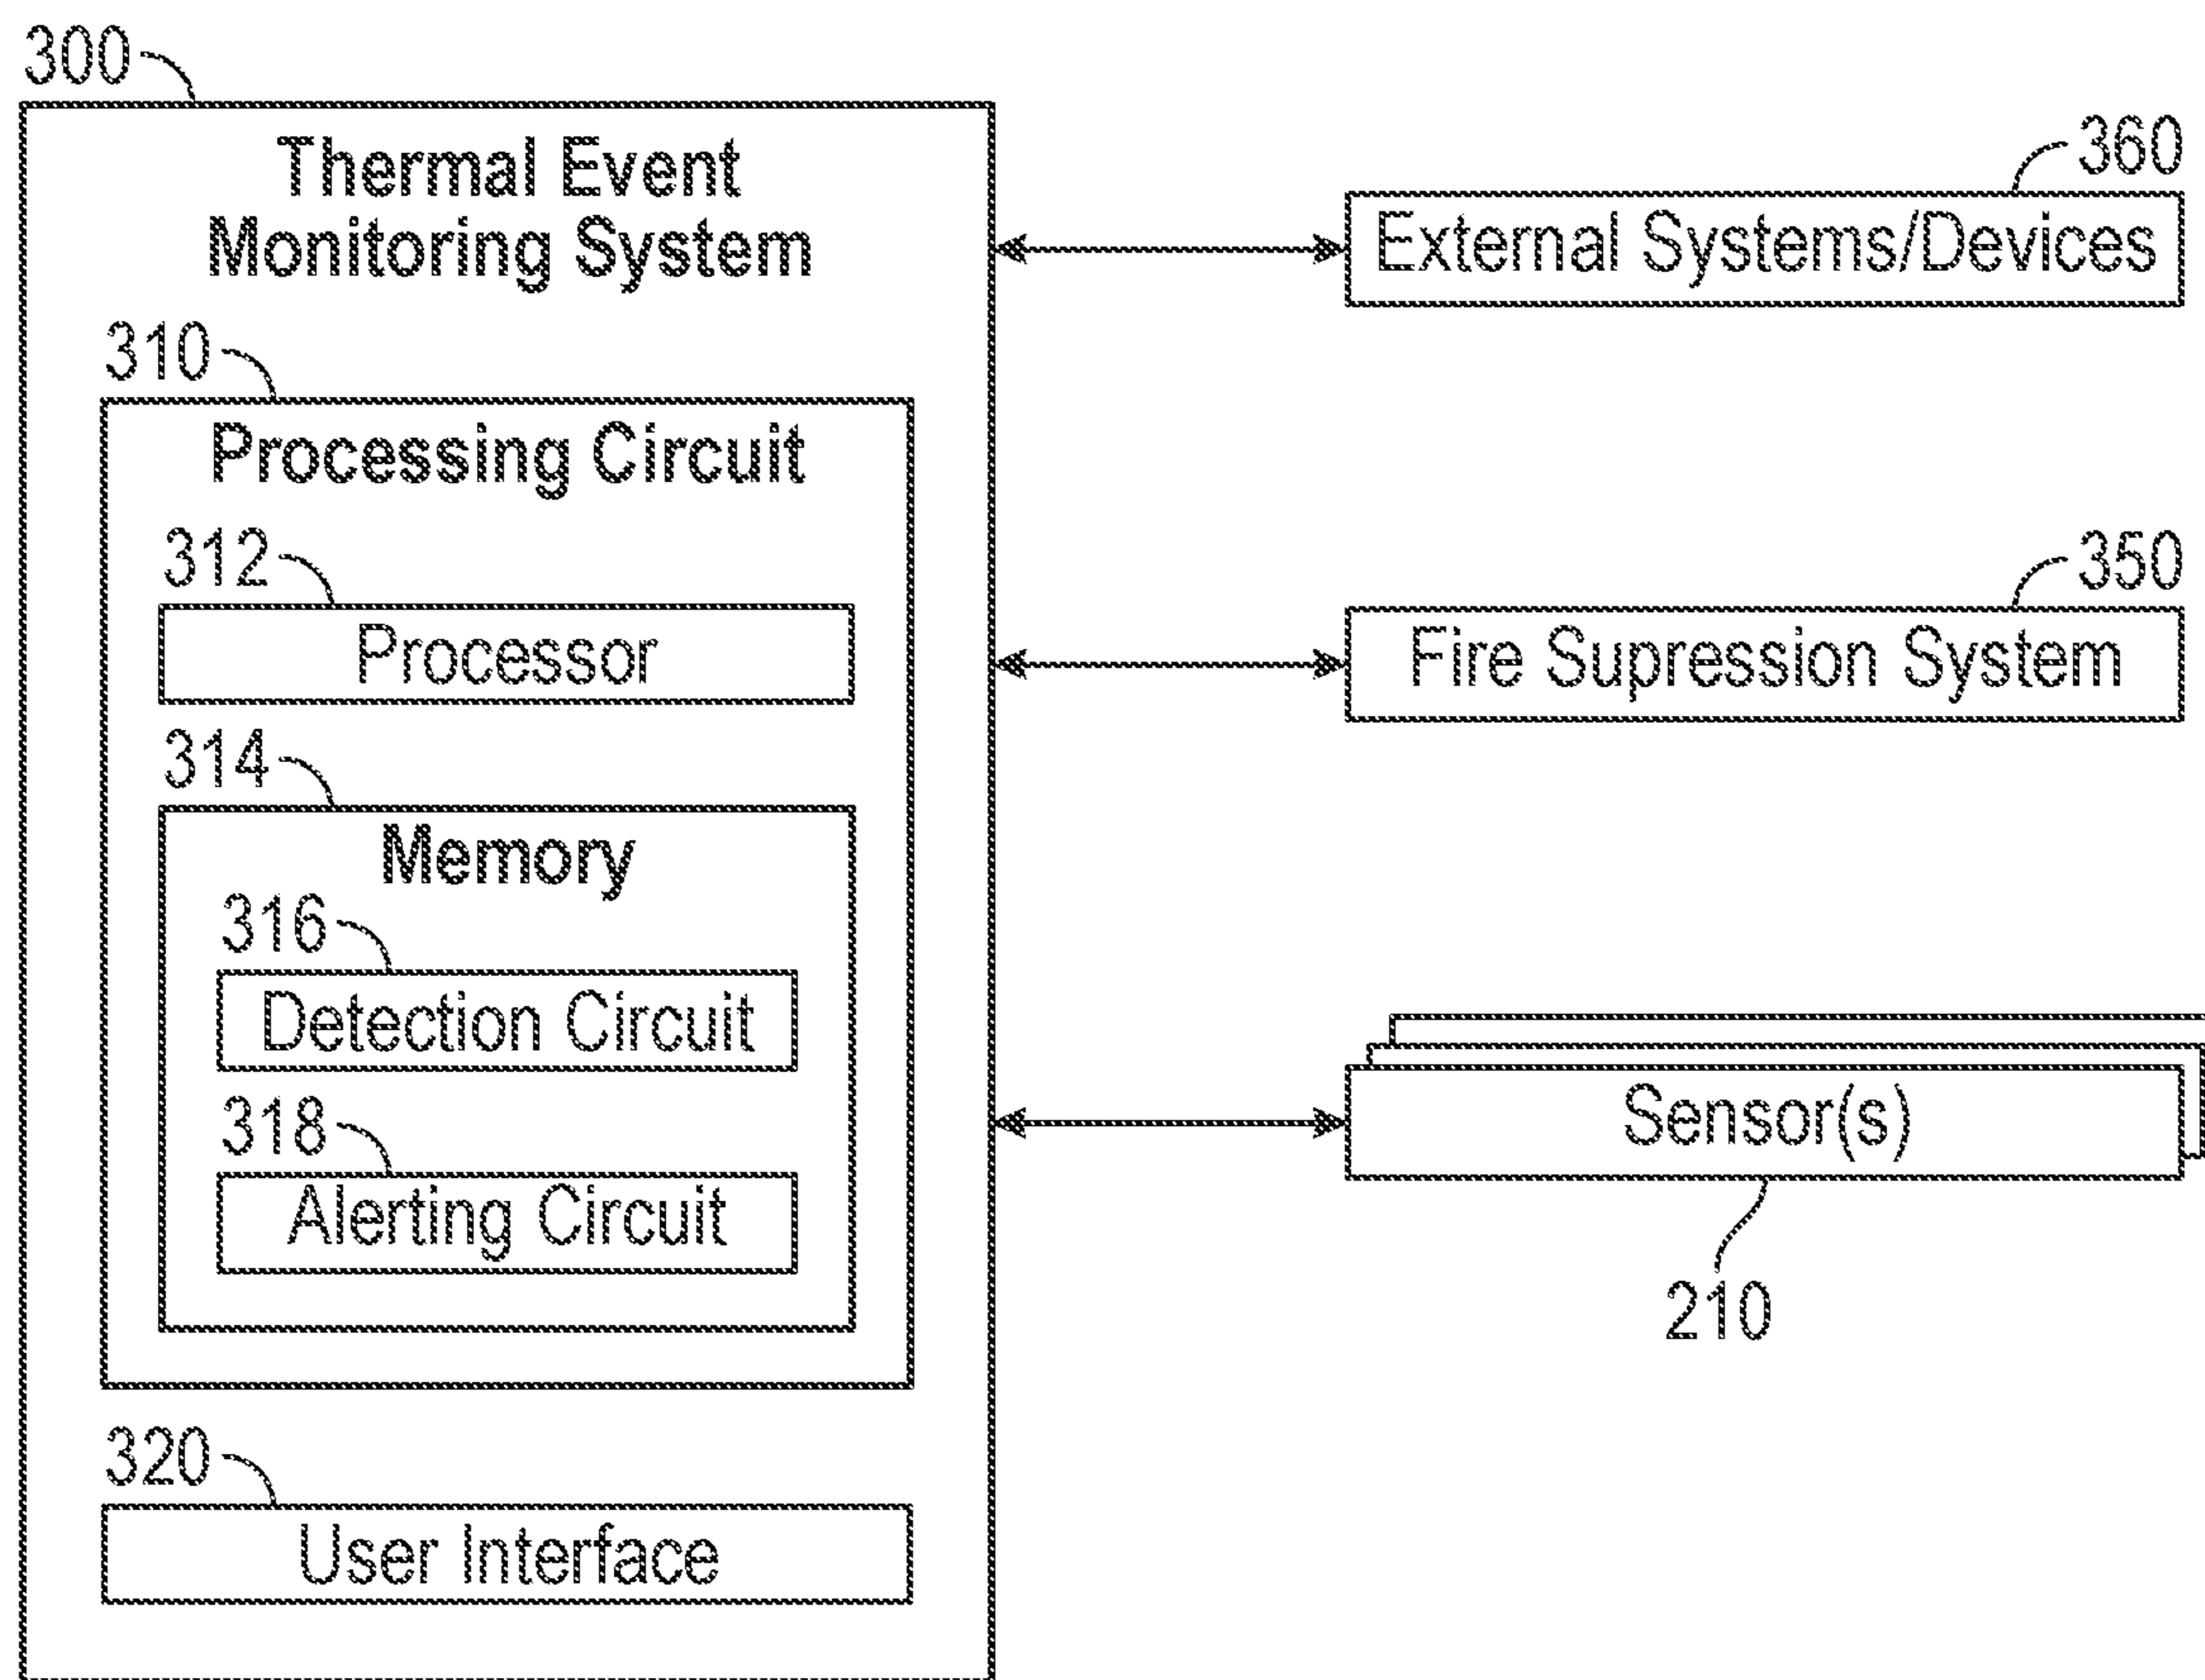 300
Thermal Event
Monitoring System
310
Processing Circuit
312
Processor
314
Memory
316
Detection Circuit
318
Alerting Circuit
320
User Interface
360
External Systems/Devices
350
Fire Supression System
Sensor(s)
210